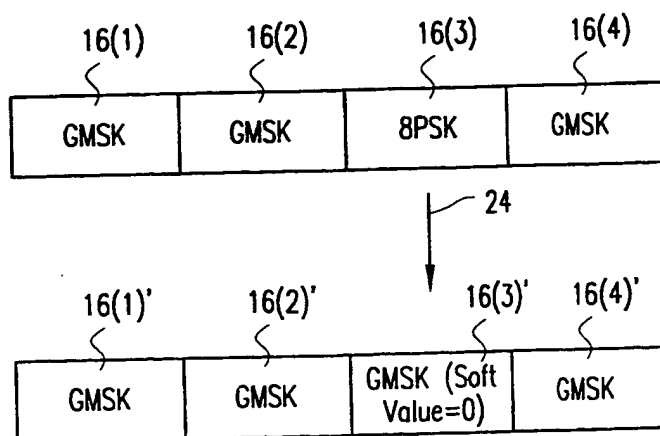 16(1) 16(2) 16(3) 16(4)
GMSK GMSK 8PSK GMSK
24
16(1)' 16(2)' 16(3)' 16(4)'
GMSK GMSK GMSK (Soft GMSK
Value=0)